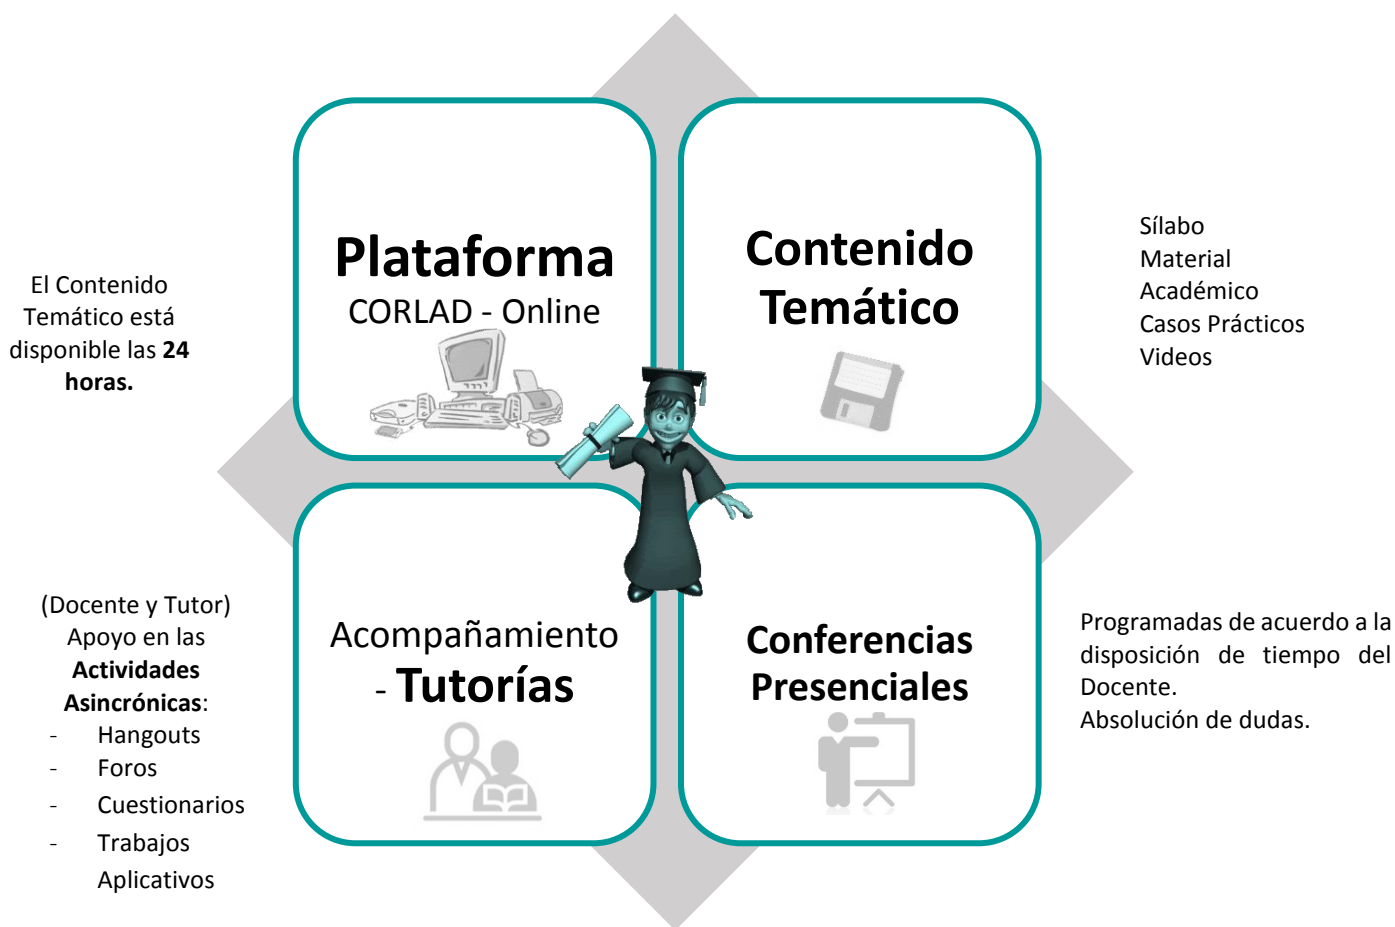 Plataforma
CORLAD - Online
El Contenido
Temático está
disponible las 24
horas.
Contenido
Temático
Sílabo
Material
Académico
Casos Prácticos
Videos
Acompañamiento
- Tutorías
(Docente y Tutor)
Apoyo en las
Actividades
Asincrónicas:
- Hangouts
- Foros
- Cuestionarios
- Trabajos
Aplicativos
Conferencias
Presenciales
Programadas de acuerdo a la
disposición de tiempo del
Docente.
Absolución de dudas.